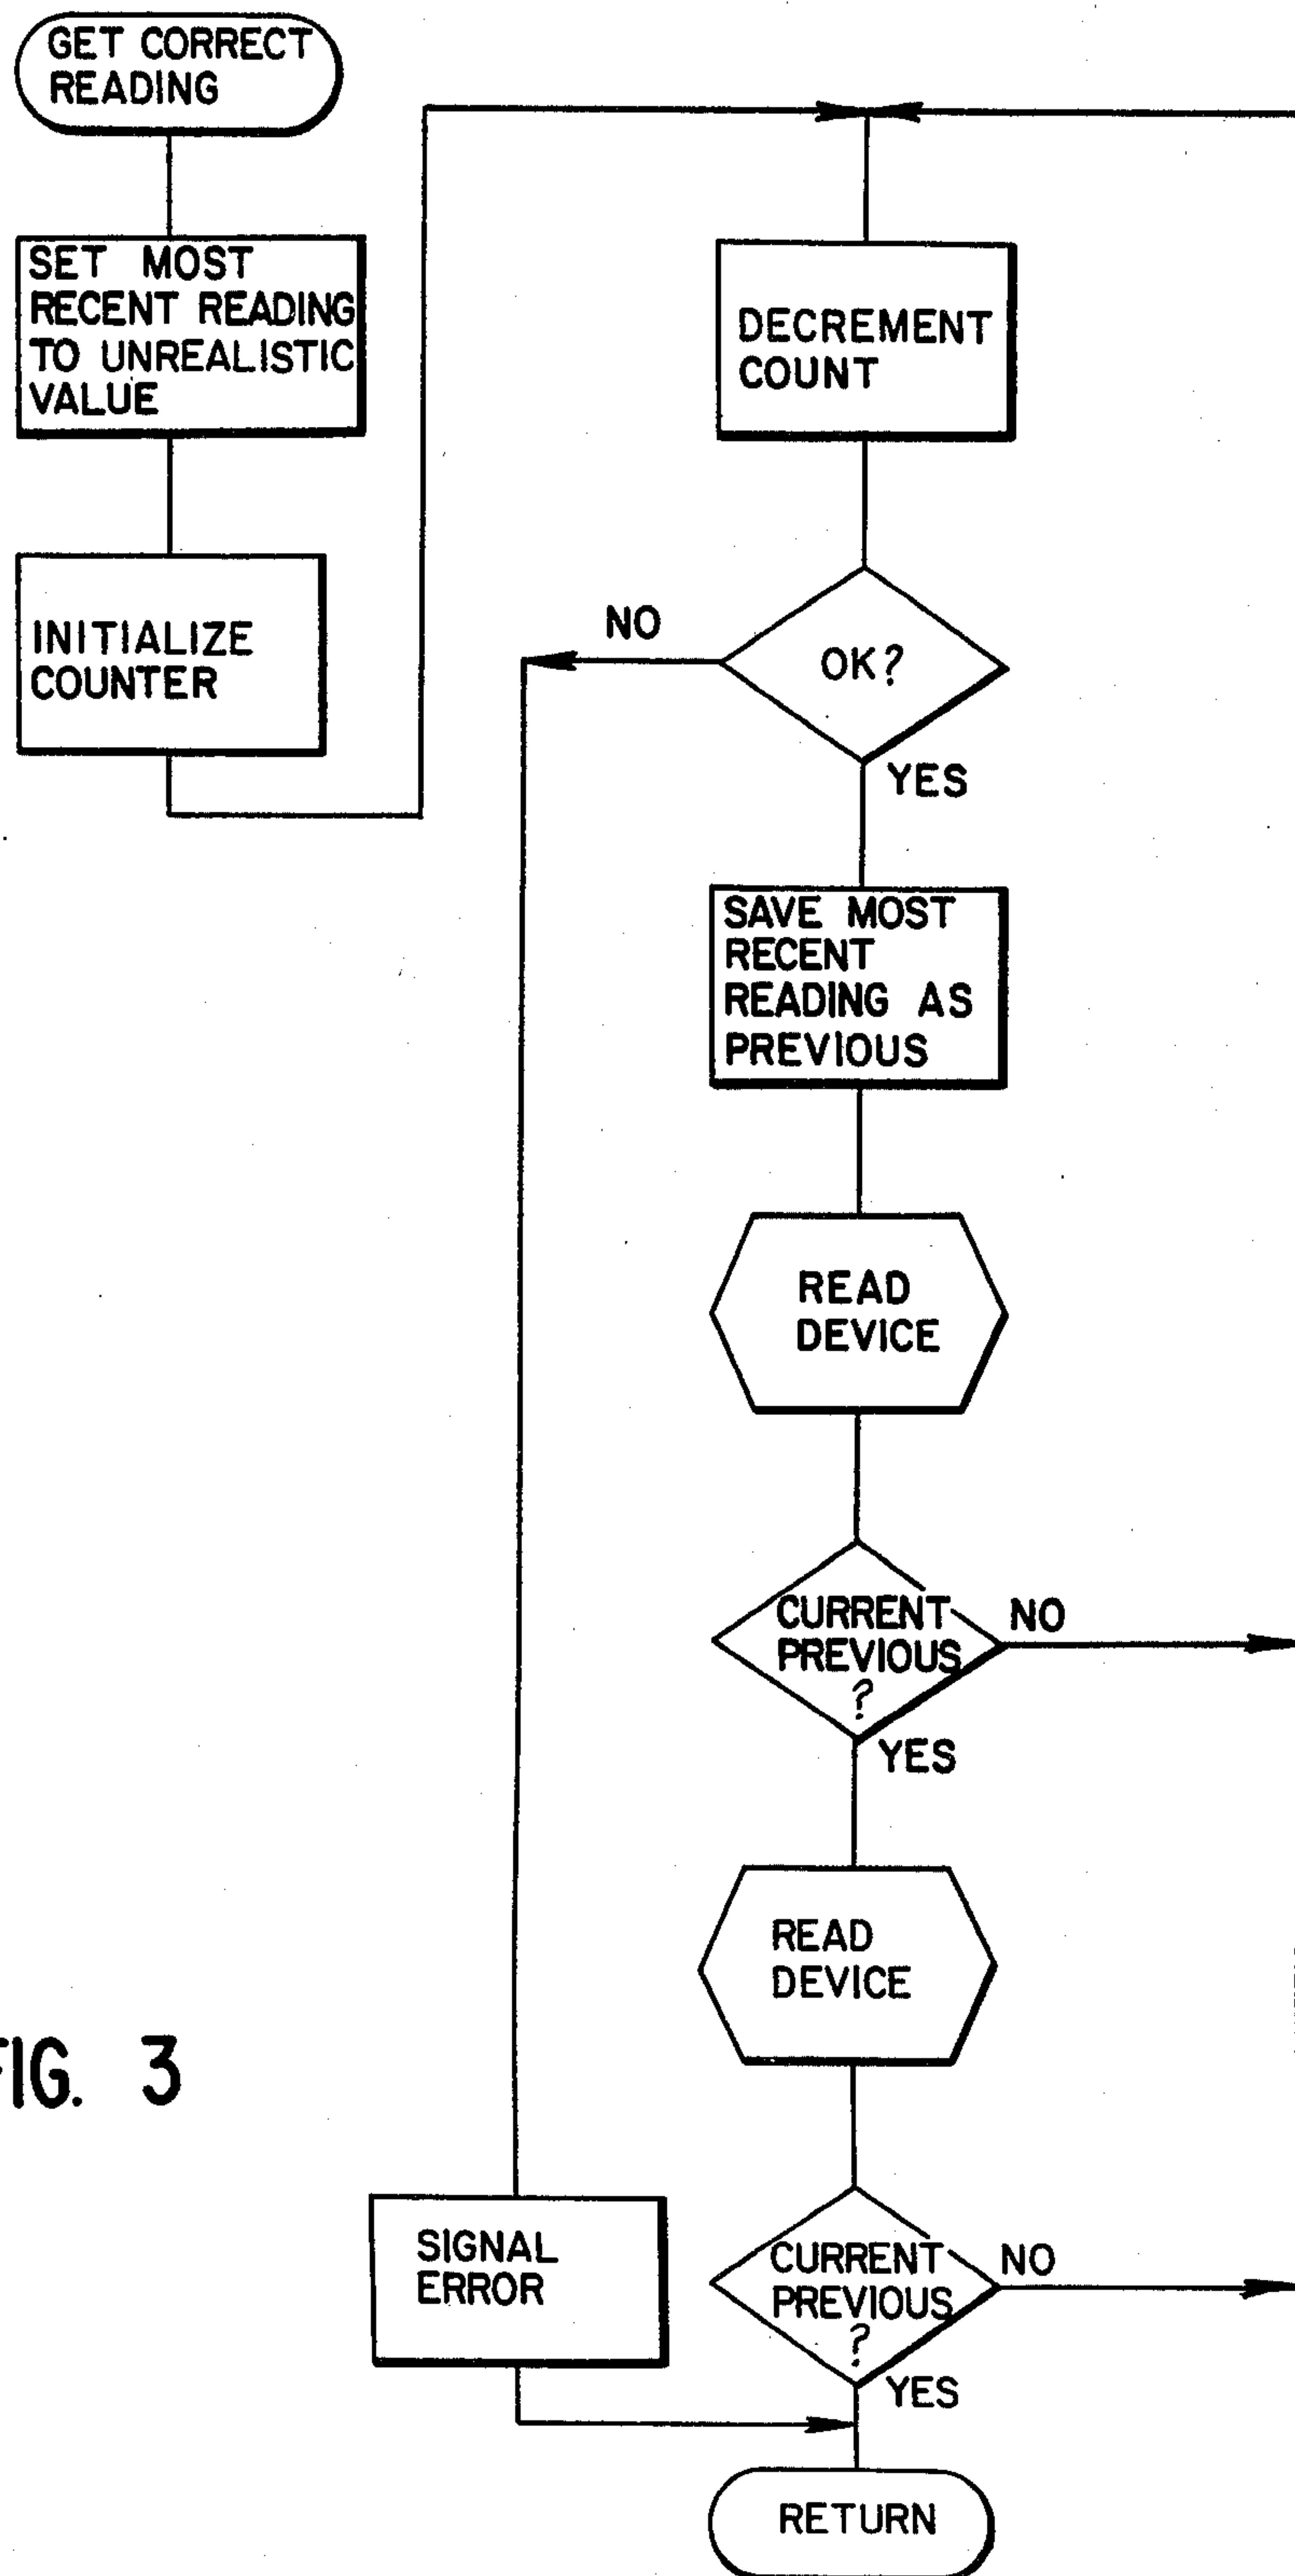 GET CORRECT
READING
SET MOST
RECENT READING
TO UNREALISTIC
VALUE
INITIALIZE
COUNTER
DECREMENT
COUNT
OK?
NO
YES
SAVE MOST
RECENT
READING AS
PREVIOUS
READ
DEVICE
CURRENT
PREVIOUS
?
NO
YES
READ
DEVICE
CURRENT
PREVIOUS
?
NO
YES
SIGNAL
ERROR
RETURN
FIG. 3